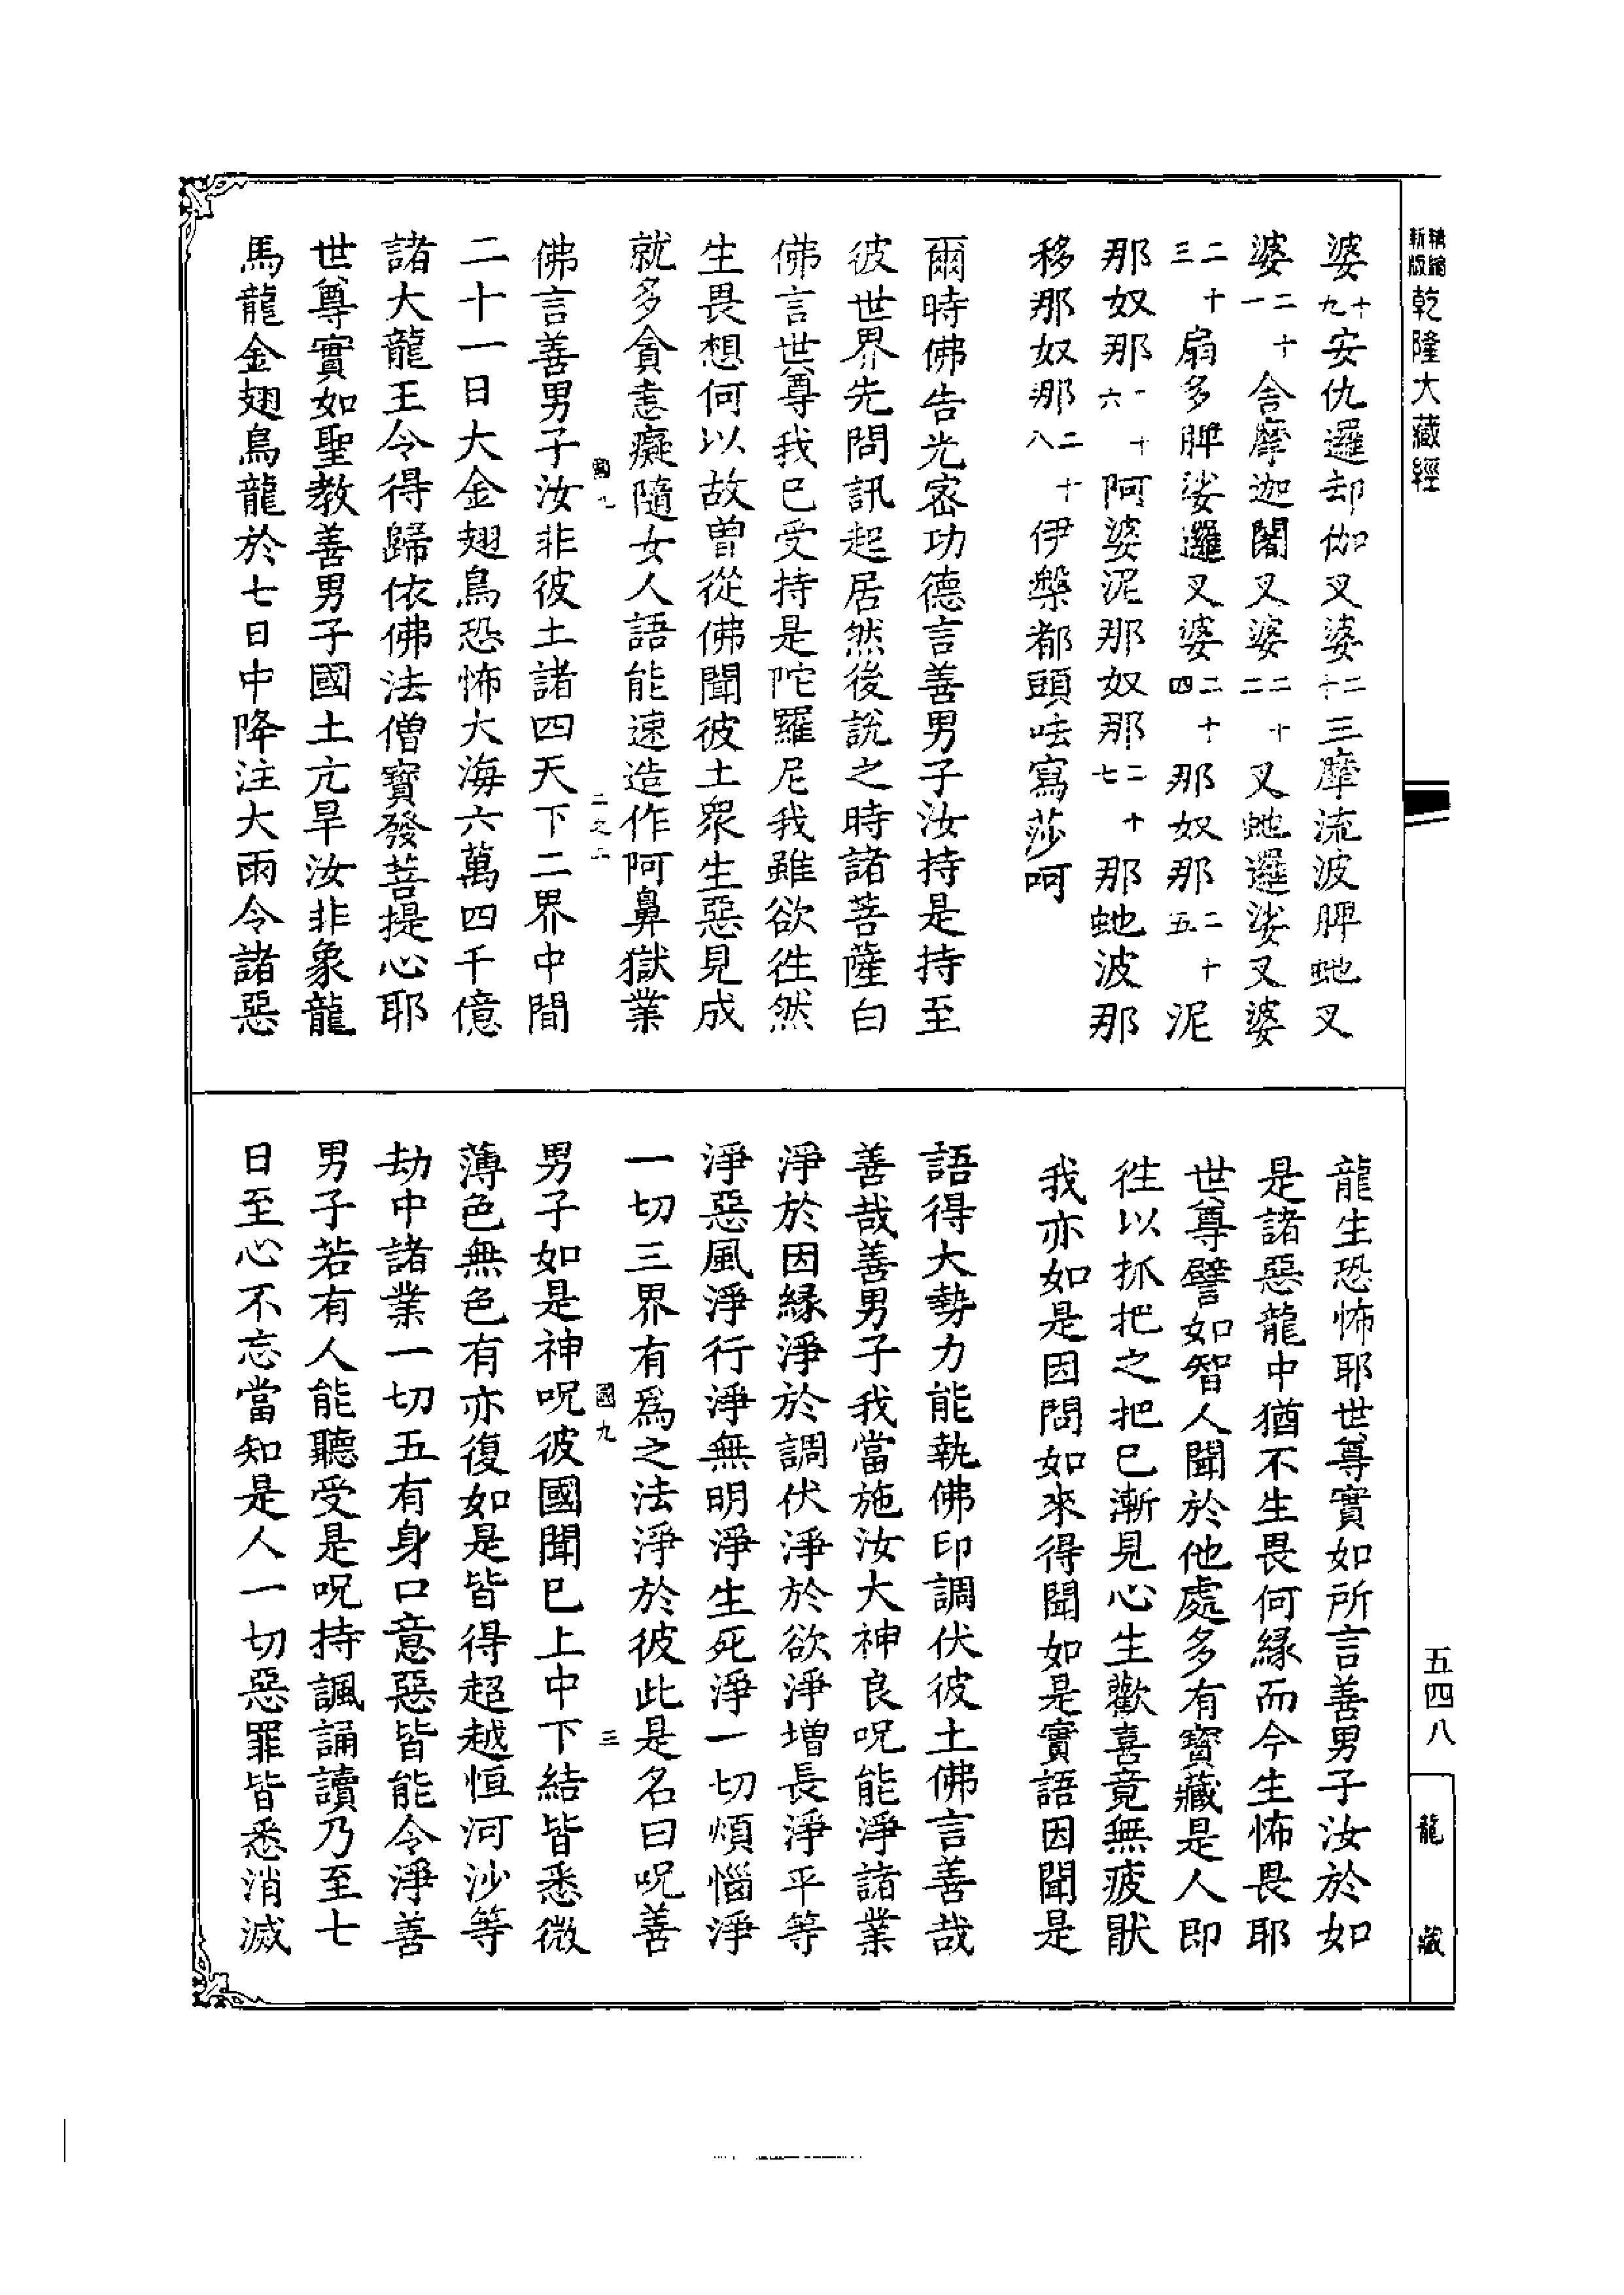 精縮新版乾隆大藏經
婆十九安仇邏却伽叉婆二十三摩流波脾虵叉
婆二十一舍摩迦闍叉婆二十二叉虵邏娑叉婆
二十三扇多脾娑邏叉婆二十四那奴那二十五泥
那奴那二十六阿婆泥那奴那二十七那虵波那
移那奴那二十八伊槃都頭呿寫莎呵
爾時佛告光密功德言善男子汝持是持至
彼世界先問訊起居然後說之時諸菩薩白
佛言世尊我已受持是陀羅尼我雖欲往然
生畏想何以故曾從佛聞彼土衆生惡見成
就多貪恚癡隨女人語能速造作阿鼻獄業
國九 二之二
佛言善男子汝非彼土諸四天下二界中間
二十一日大金翅鳥恐怖大海六萬四千億
諸大龍王令得歸依佛法僧寶發菩提心耶
世尊實如聖教善男子國土亢旱汝非象龍
馬龍金翅鳥龍於七日中降注大雨令諸惡
龍生恐怖耶世尊實如所言善男子汝於如
是諸惡龍中猶不生畏何緣而今生怖畏耶
世尊譬如智人聞於他處多有寶藏是人即
往以抓把之把已漸見心生歡喜竟無疲猒
我亦如是因問如來得聞如是實語因聞是
語得大勢力能執佛印調伏彼土佛言善哉
善哉善男子我當施汝大神良呪能淨諸業
淨於因緣淨於調伏淨於欲淨增長淨平等
淨惡風淨行淨無明淨生死淨一切煩惱淨
一切三界有爲之法淨於彼此是名曰呪善
國九 三
男子如是神呪彼國聞已上中下結皆悉微
薄色無色有亦復如是皆得超越恒河沙等
劫中諸業一切五有身口意惡皆能令淨善
男子若有人能聽受是呪持諷誦讀乃至七
日至心不忘當知是人一切惡罪皆悉消滅
五四八
龍藏